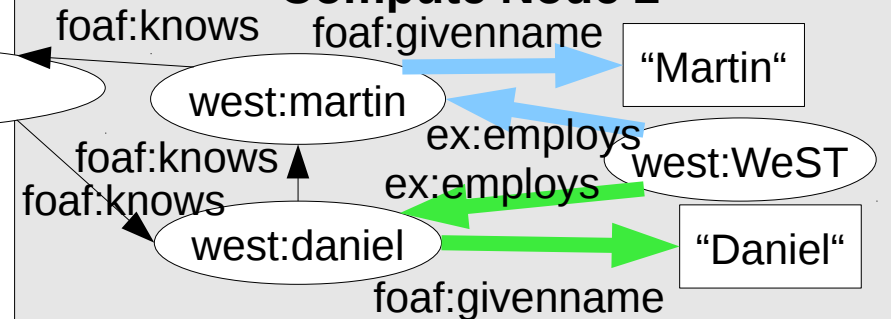 foaf:knows
foaf:givenname
“Martin“
west:martin
ex:employs
west:WeST
foaf:knows
ex:employs
foaf:knows
west:daniel
“Daniel“
foaf:givenname